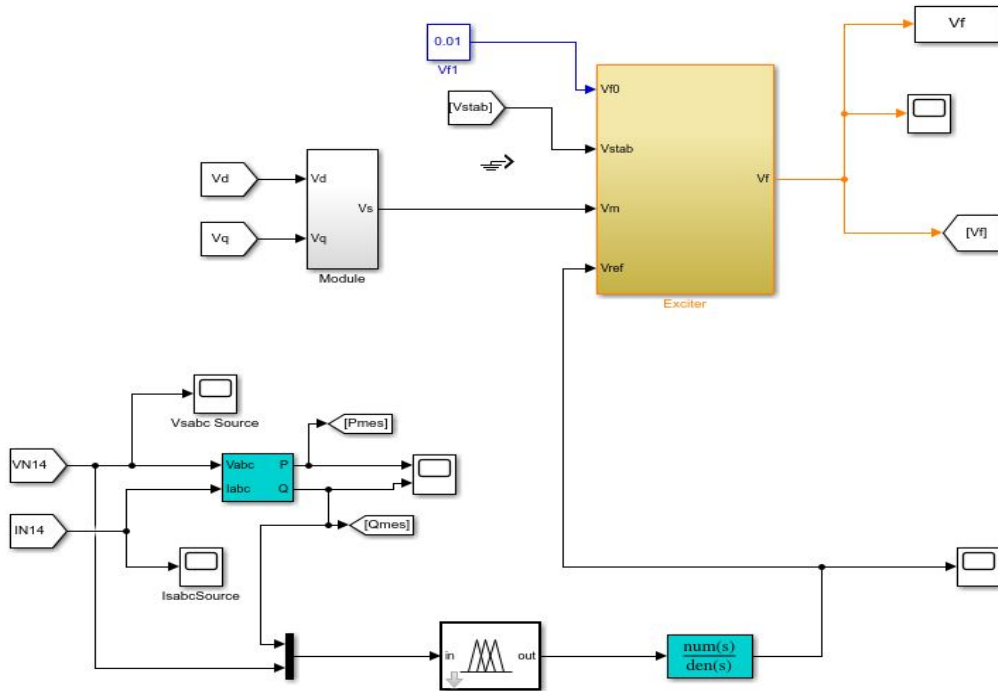 Vf
0.01
Vf1
Vf0
[Vstab]
Vstab
Vd
Vd
Vf
Vs
Vm
Vq
Vq
[Vf]
Vref
Module
Exciter
Vsabc Source
[Pmes]
VN14
Vabc
P
Iabc
Q
IN14
[Qmes]
IsabcSource
in
out
num(s)
den(s)